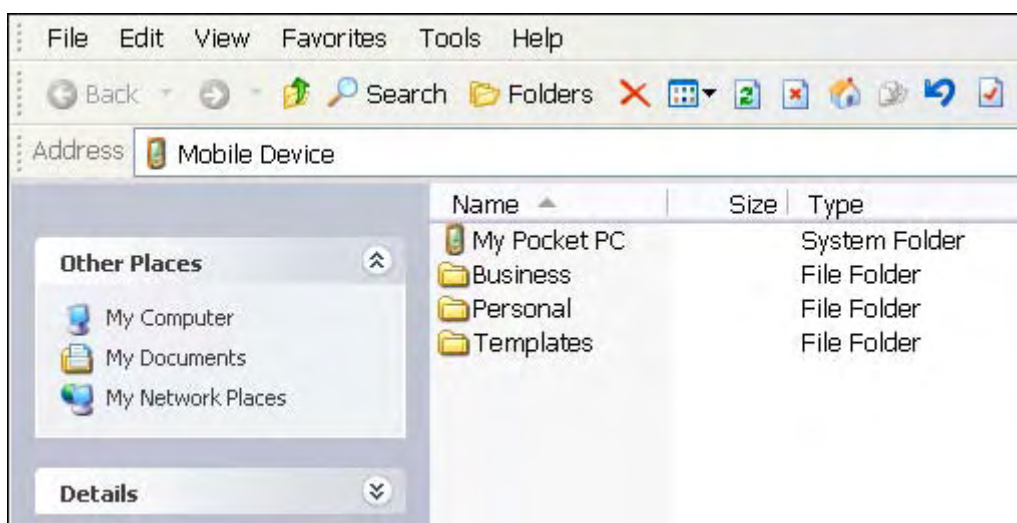 File Edit View Favorites Tools Help
Back Search Folders
Address Mobile Device
Name Size Type
My Pocket PC System Folder
Business File Folder
Personal File Folder
Templates File Folder
Other Places
My Computer
My Documents
My Network Places
Details